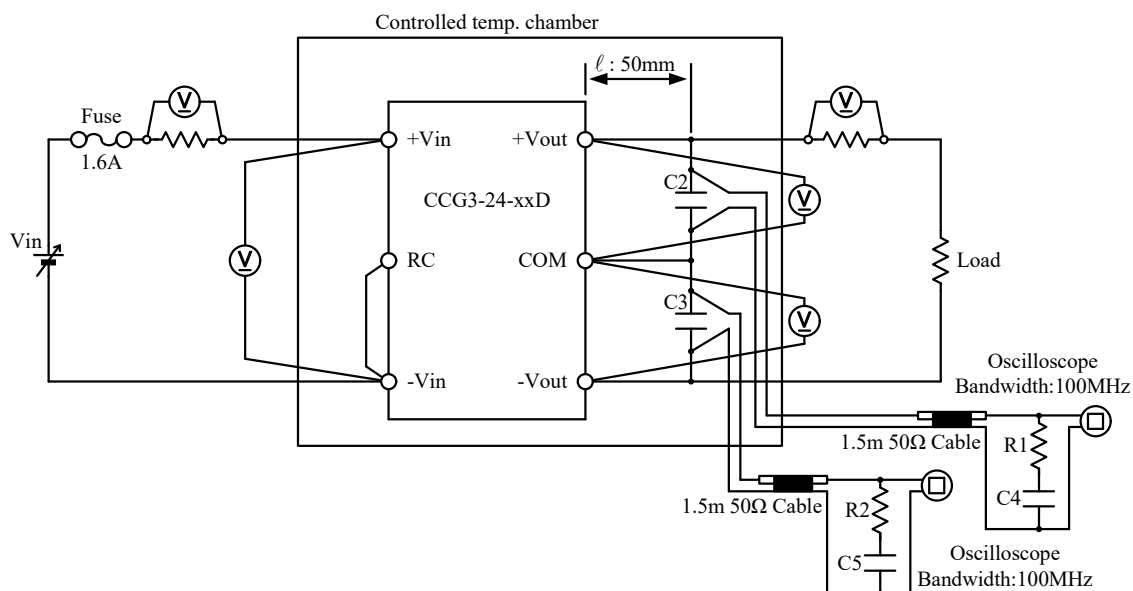 Controlled temp. chamber
ℓ : 50mm
Fuse
1.6A
V
V
+Vin
+Vout
C2
CCG3-24-xxD
V
Vin
V
RC
COM
Load
C3
V
-Vin
-Vout
Oscilloscope
Bandwidth:100MHz
1.5m 50Ω Cable
R1
C4
1.5m 50Ω Cable
R2
C5
Oscilloscope
Bandwidth:100MHz